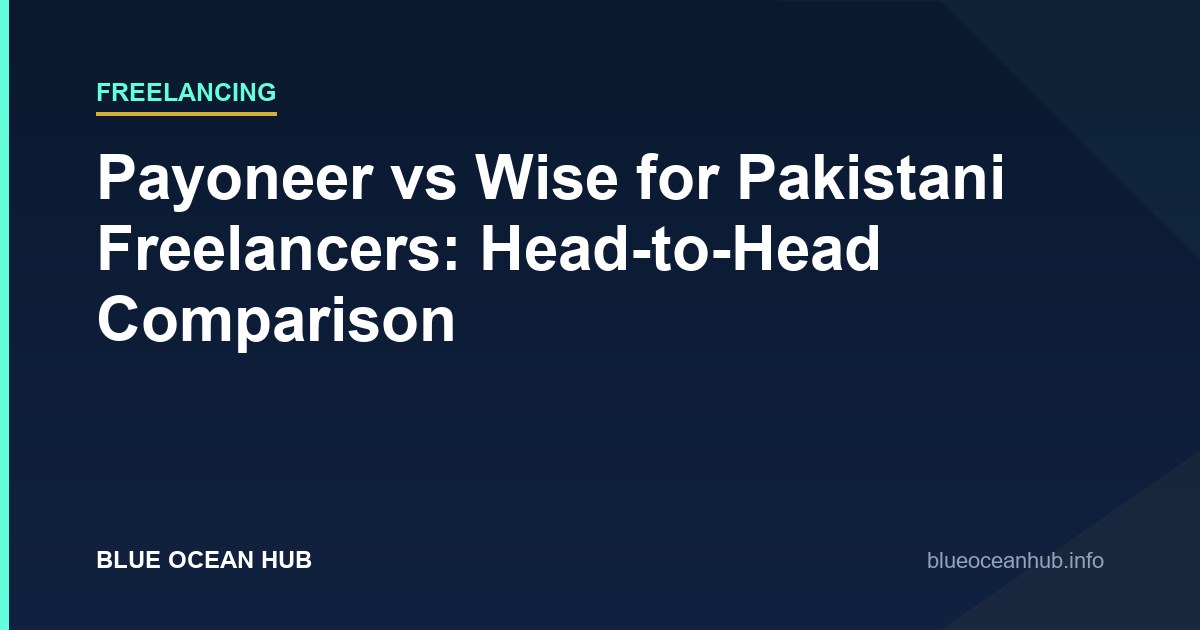 FREELANCING
Payoneer vs Wise for Pakistani
Freelancers: Head-to-Head
Comparison
BLUE OCEAN HUB
blueoceanhub.info